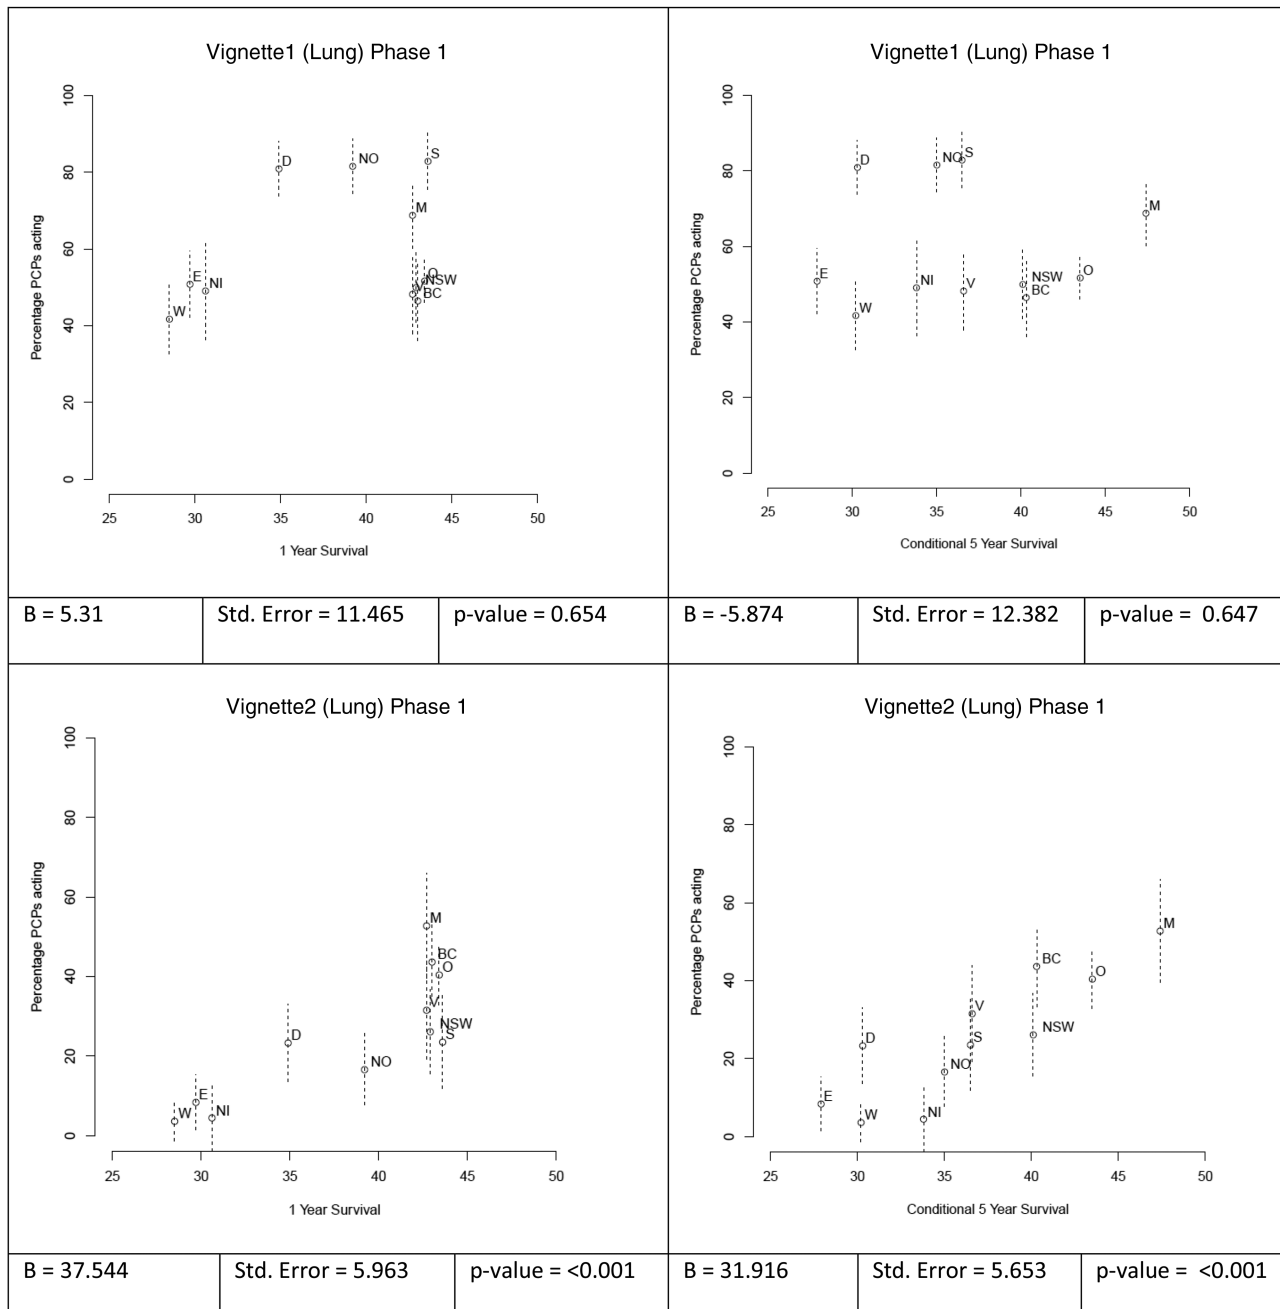 Vignette1 (Lung) Phase 1
Percentage PCPs acting
100
80
60
40
20
0
D
NO
S
M
E
NI
W
O
NSW
V
BC
25 30 35 40 45 50
1 Year Survival
Vignette1 (Lung) Phase 1
Percentage PCPs acting
100
80
60
40
20
0
D
NO
S
M
E
NI
V
NSW
O
BC
W
25 30 35 40 45 50
Conditional 5 Year Survival
B = 5.31 Std. Error = 11.465 p-value = 0.654
B = -5.874 Std. Error = 12.382 p-value = 0.647
Vignette2 (Lung) Phase 1
Percentage PCPs acting
100
80
60
40
20
0
M
BC
O
V
NSW
S
D
NO
E
W
NI
25 30 35 40 45 50
1 Year Survival
Vignette2 (Lung) Phase 1
Percentage PCPs acting
100
80
60
40
20
0
M
BC
O
V
NSW
S
D
NO
E
W
NI
25 30 35 40 45 50
Conditional 5 Year Survival
B = 37.544 Std. Error = 5.963 p-value = <0.001
B = 31.916 Std. Error = 5.653 p-value = <0.001